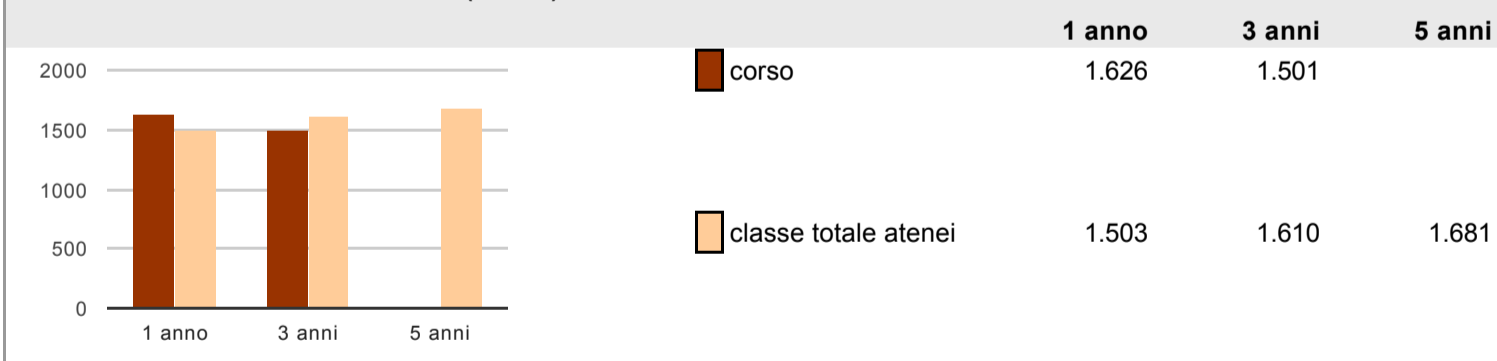 1 anno 3 anni 5 anni
2000
1500
1000
500
0
1 anno 3 anni 5 anni
corso 1.626 1.501
classe totale atenei 1.503 1.610 1.681